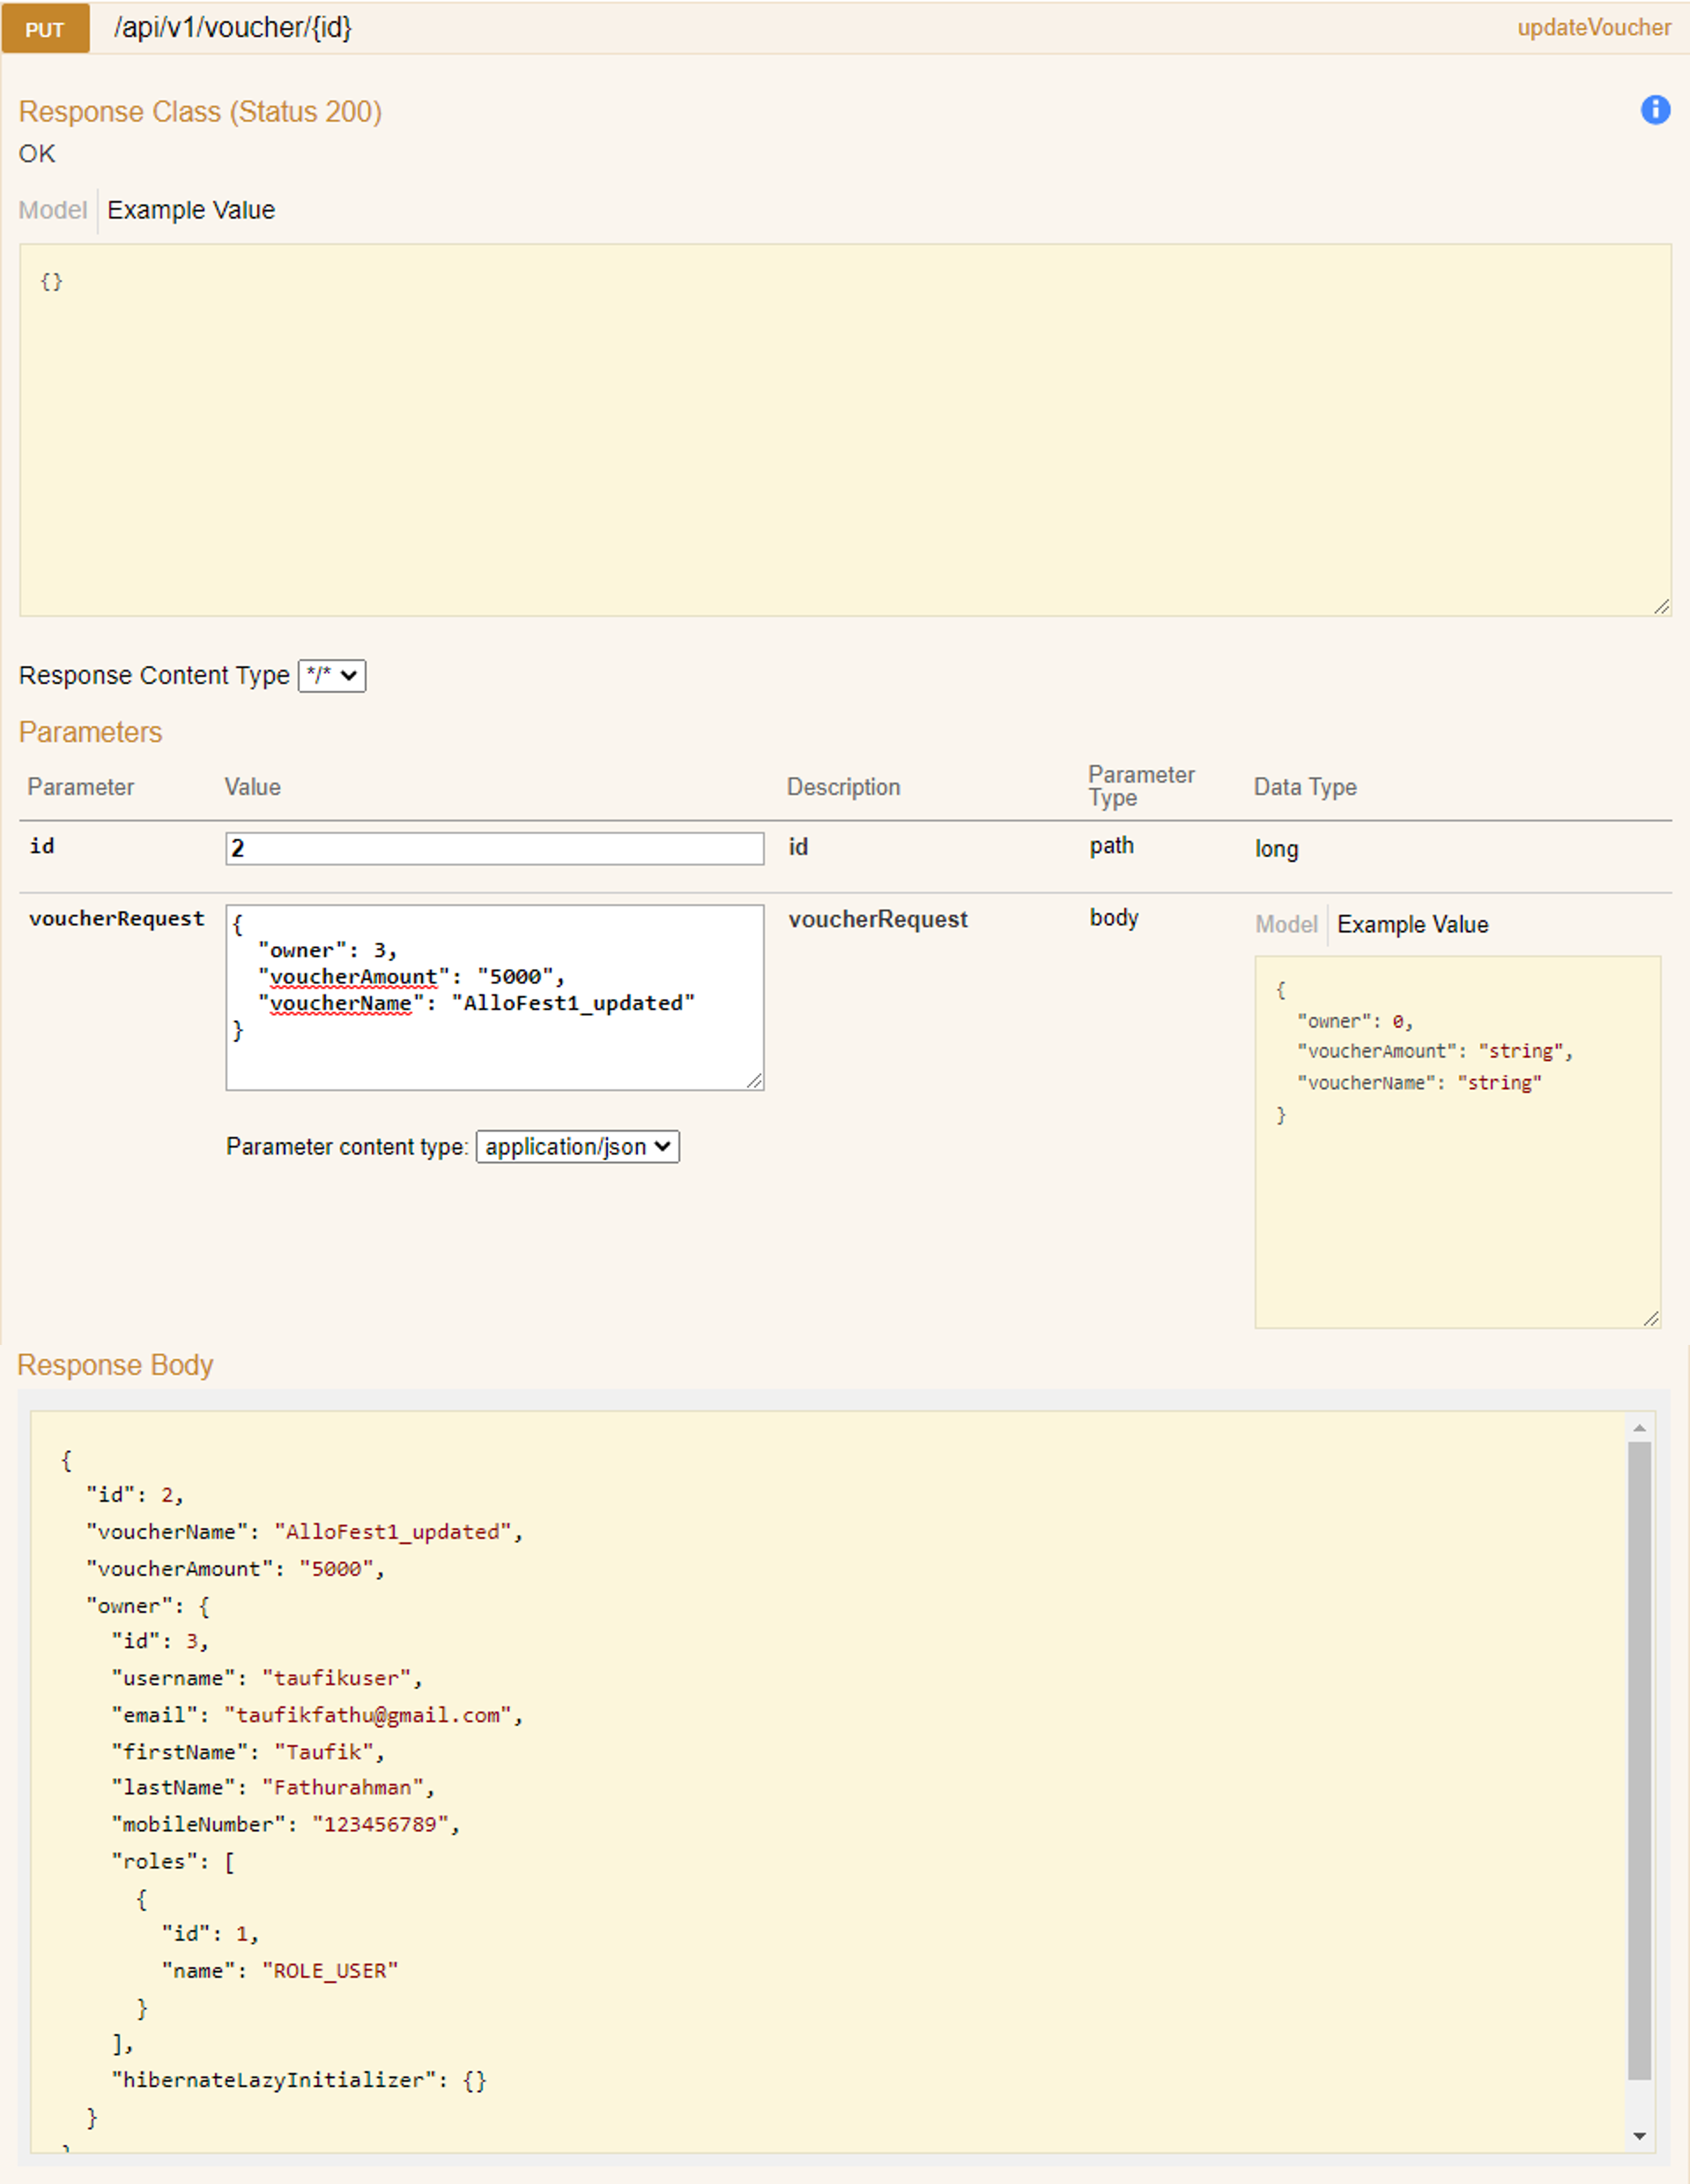 PUT /api/v1/voucher/{id} updateVoucher
Response Class (Status 200)
OK
Model Example Value
{}
Response Content Type */*
Parameters
Parameter Value Description Parameter Type Data Type
id 2 id path long
voucherRequest
{
  "owner": 3,
  "voucherAmount": "5000",
  "voucherName": "AlloFest1_updated"
}
Parameter content type: application/json
voucherRequest body
Model Example Value
{
  "owner": 0,
  "voucherAmount": "string",
  "voucherName": "string"
}
Response Body
{
  "id": 2,
  "voucherName": "AlloFest1_updated",
  "voucherAmount": "5000",
  "owner": {
    "id": 3,
    "username": "taufikuser",
    "email": "taufikfathu@gmail.com",
    "firstName": "Taufik",
    "lastName": "Fathurahman",
    "mobileNumber": "123456789",
    "roles": [
      {
        "id": 1,
        "name": "ROLE_USER"
      }
    ],
    "hibernateLazyInitializer": {}
  }
}